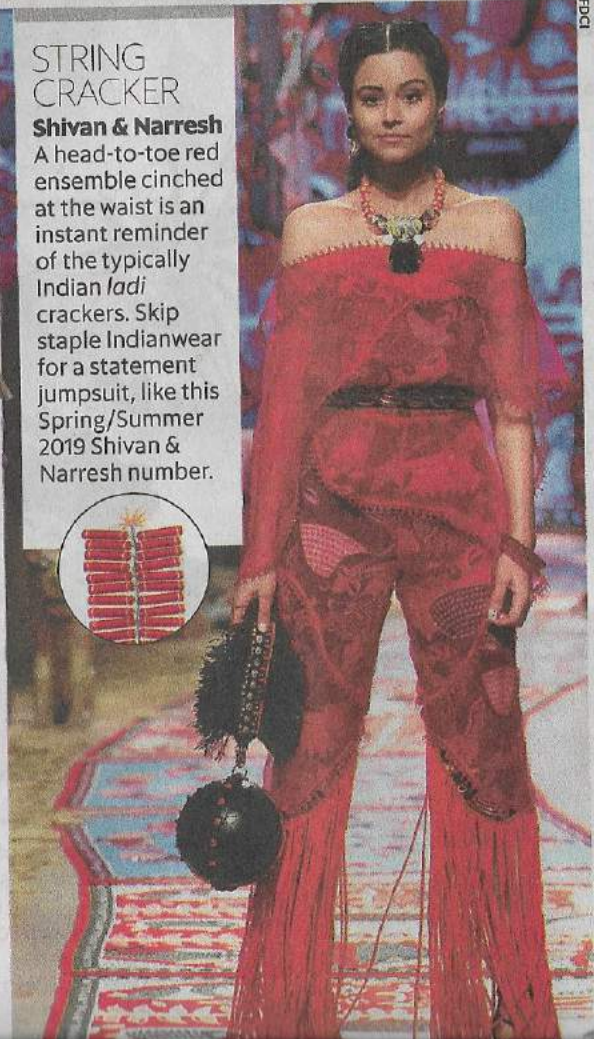 STRING
CRACKER
Shivan & Narresh
A head-to-toe red
ensemble cinched
at the waist is an
instant reminder
of the typically
Indian ladi
crackers. Skip
staple Indianwear
for a statement
jumpsuit, like this
Spring/Summer
2019 Shivan &
Narresh number.
FDCI